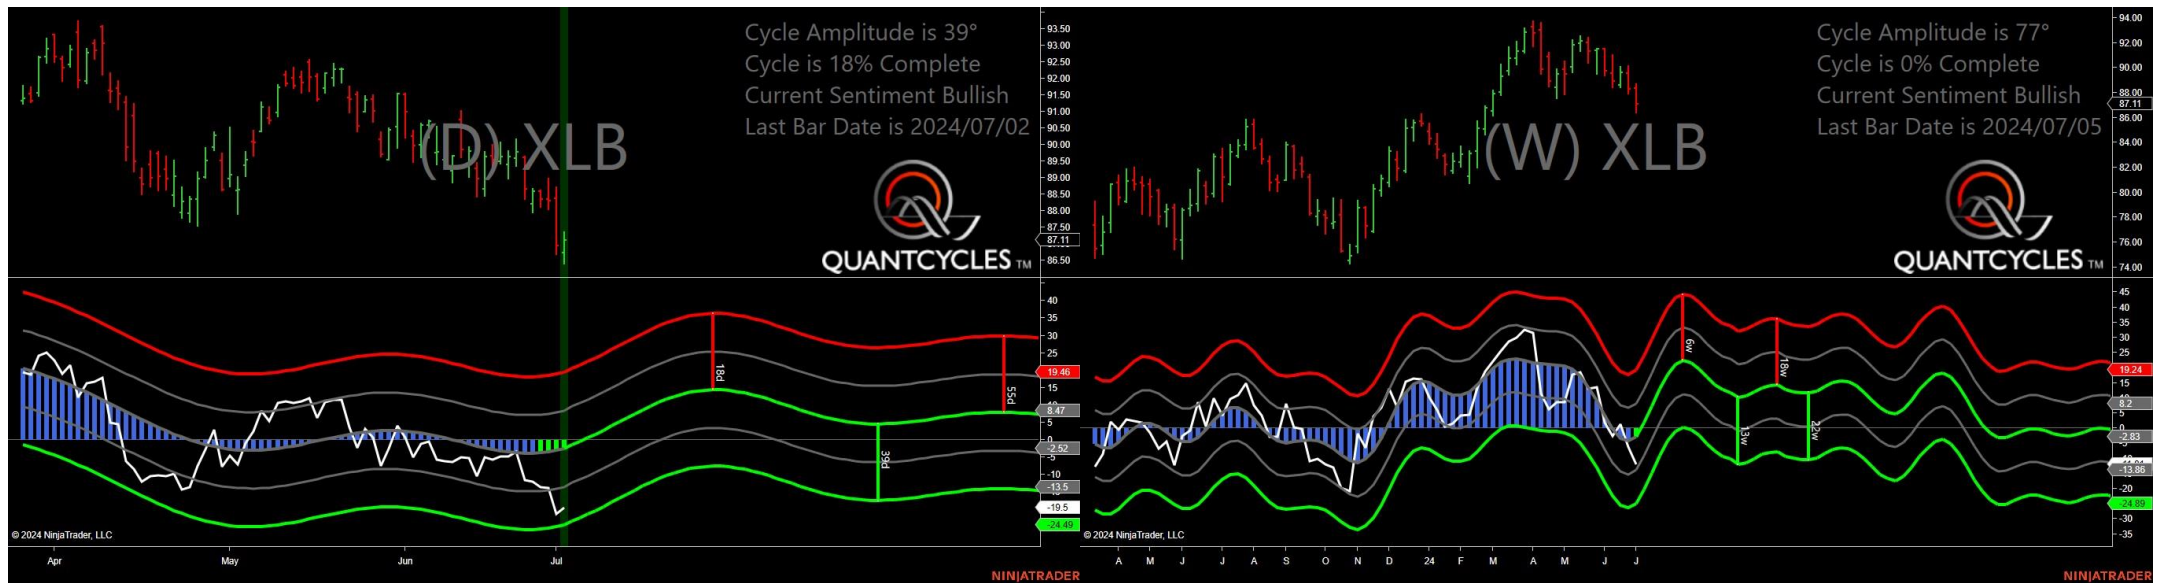 Cycle Amplitude is 39°
Cycle is 18% Complete
Current Sentiment Bullish
Last Bar Date is 2024/07/02
(D) XLB
QUANTCYCLES TM
93.50
93.00
92.50
92.00
91.50
91.00
90.50
90.00
89.50
89.00
88.50
88.00
87.50
87.11
86.50
40
35
30
25
19.46
15
8.47
5
0
-2.52
-5
-10
-13.5
-19.5
-24.49
18d
39d
55d
© 2024 NinjaTrader, LLC
Apr
May
Jun
Jul
NINJATRADER
Cycle Amplitude is 77°
Cycle is 0% Complete
Current Sentiment Bullish
Last Bar Date is 2024/07/05
(W) XLB
QUANTCYCLES TM
94.00
92.00
90.00
88.00
87.11
86.00
84.00
82.00
80.00
78.00
76.00
74.00
45
40
35
30
25
19.24
15
8.2
5
0
-2.83
-13.86
-20
-24.89
-30
-35
6w
13w
18w
22w
© 2024 NinjaTrader, LLC
A
M
J
J
A
S
O
N
D
24
F
M
A
M
J
J
NINJATRADER